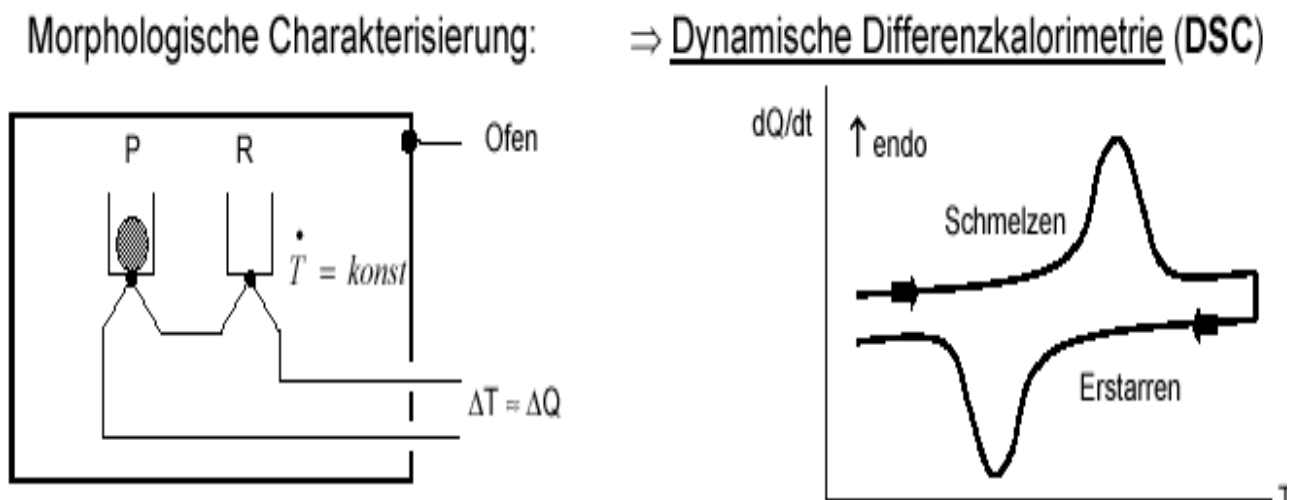 Morphologische Charakterisierung: ⇒ Dynamische Differenzkalorimetrie (DSC)
P R
Ofen
Ṫ = konst
ΔT ≈ ΔQ
dQ/dt
↑ endo
Schmelzen
Erstarren
T